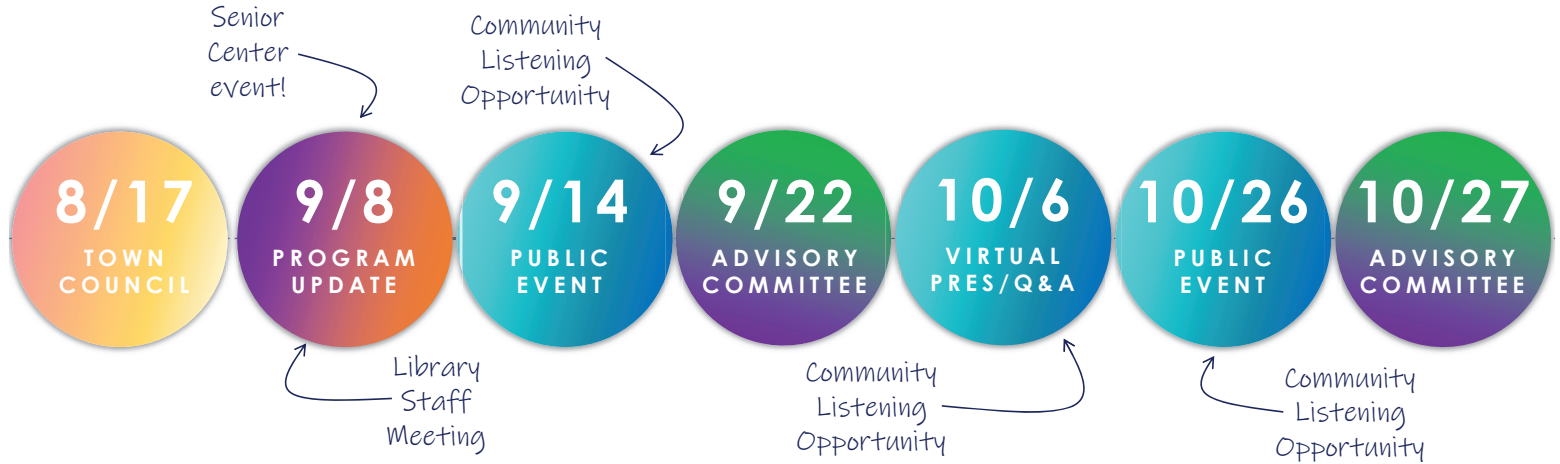 Senior
Center
event!
Community
Listening
Opportunity
8/17
TOWN
COUNCIL
9/8
PROGRAM
UPDATE
9/14
PUBLIC
EVENT
9/22
ADVISORY
COMMITTEE
10/6
VIRTUAL
PRES/Q&A
10/26
PUBLIC
EVENT
10/27
ADVISORY
COMMITTEE
Library
Staff
Meeting
Community
Listening
Opportunity
Community
Listening
Opportunity